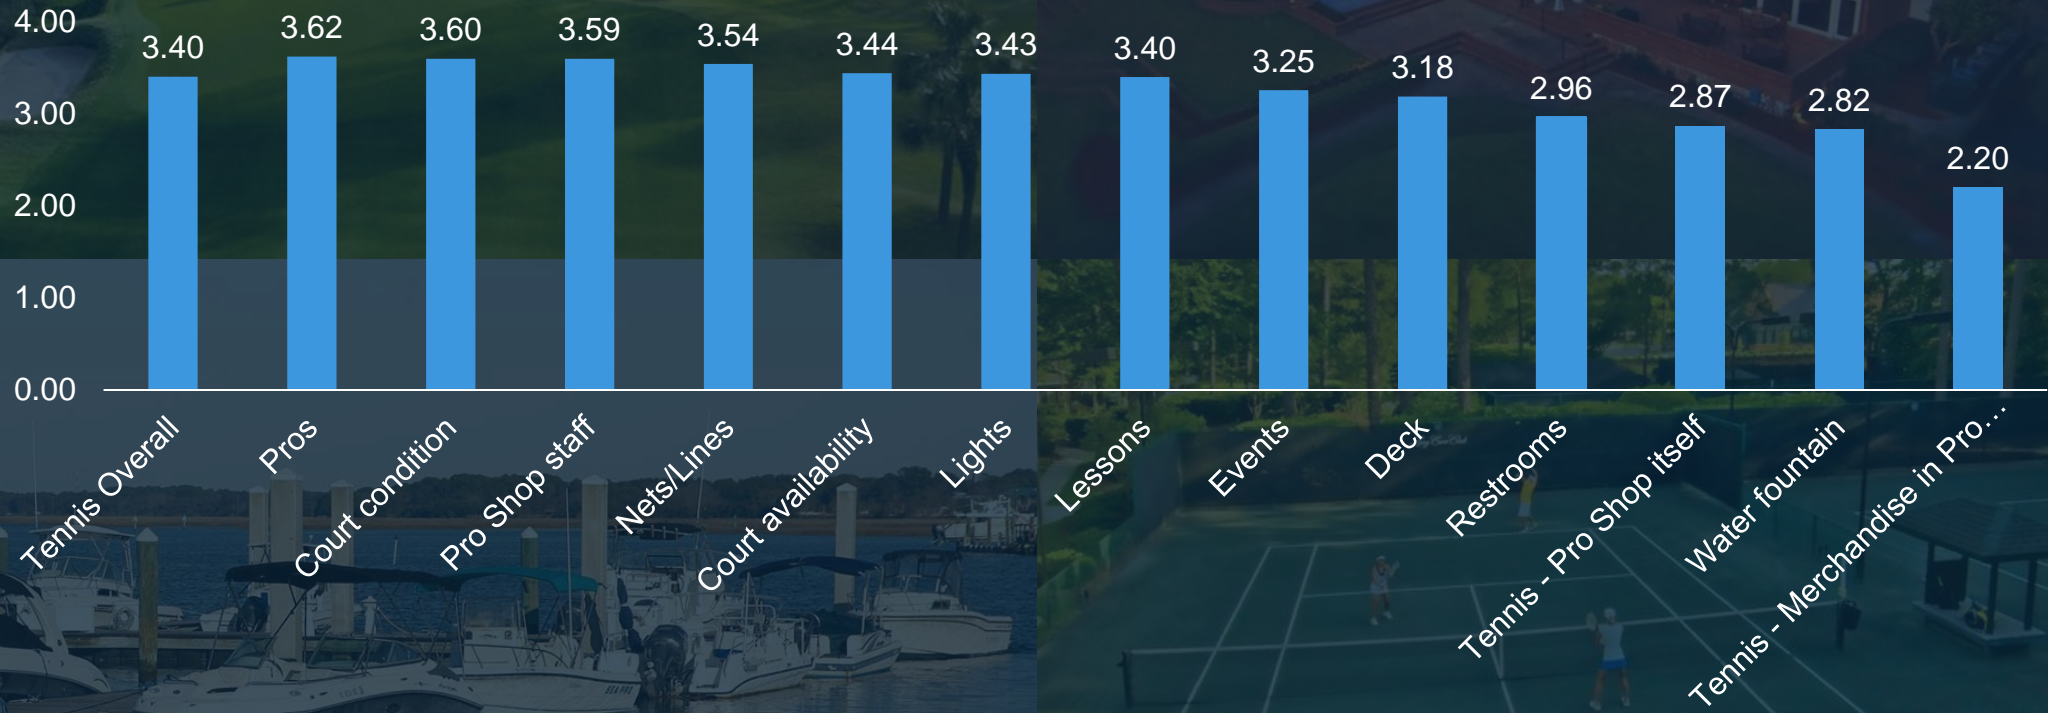 4.00
3.00
2.00
1.00
0.00
3.40
3.62
3.60
3.59
3.54
3.44
3.43
3.40
3.25
3.18
2.96
2.87
2.82
2.20
Tennis Overall
Pros
Court condition
Pro Shop staff
Nets/Lines
Court availability
Lights
Lessons
Events
Deck
Restrooms
Tennis - Pro Shop itself
Water fountain
Tennis - Merchandise in Pro…